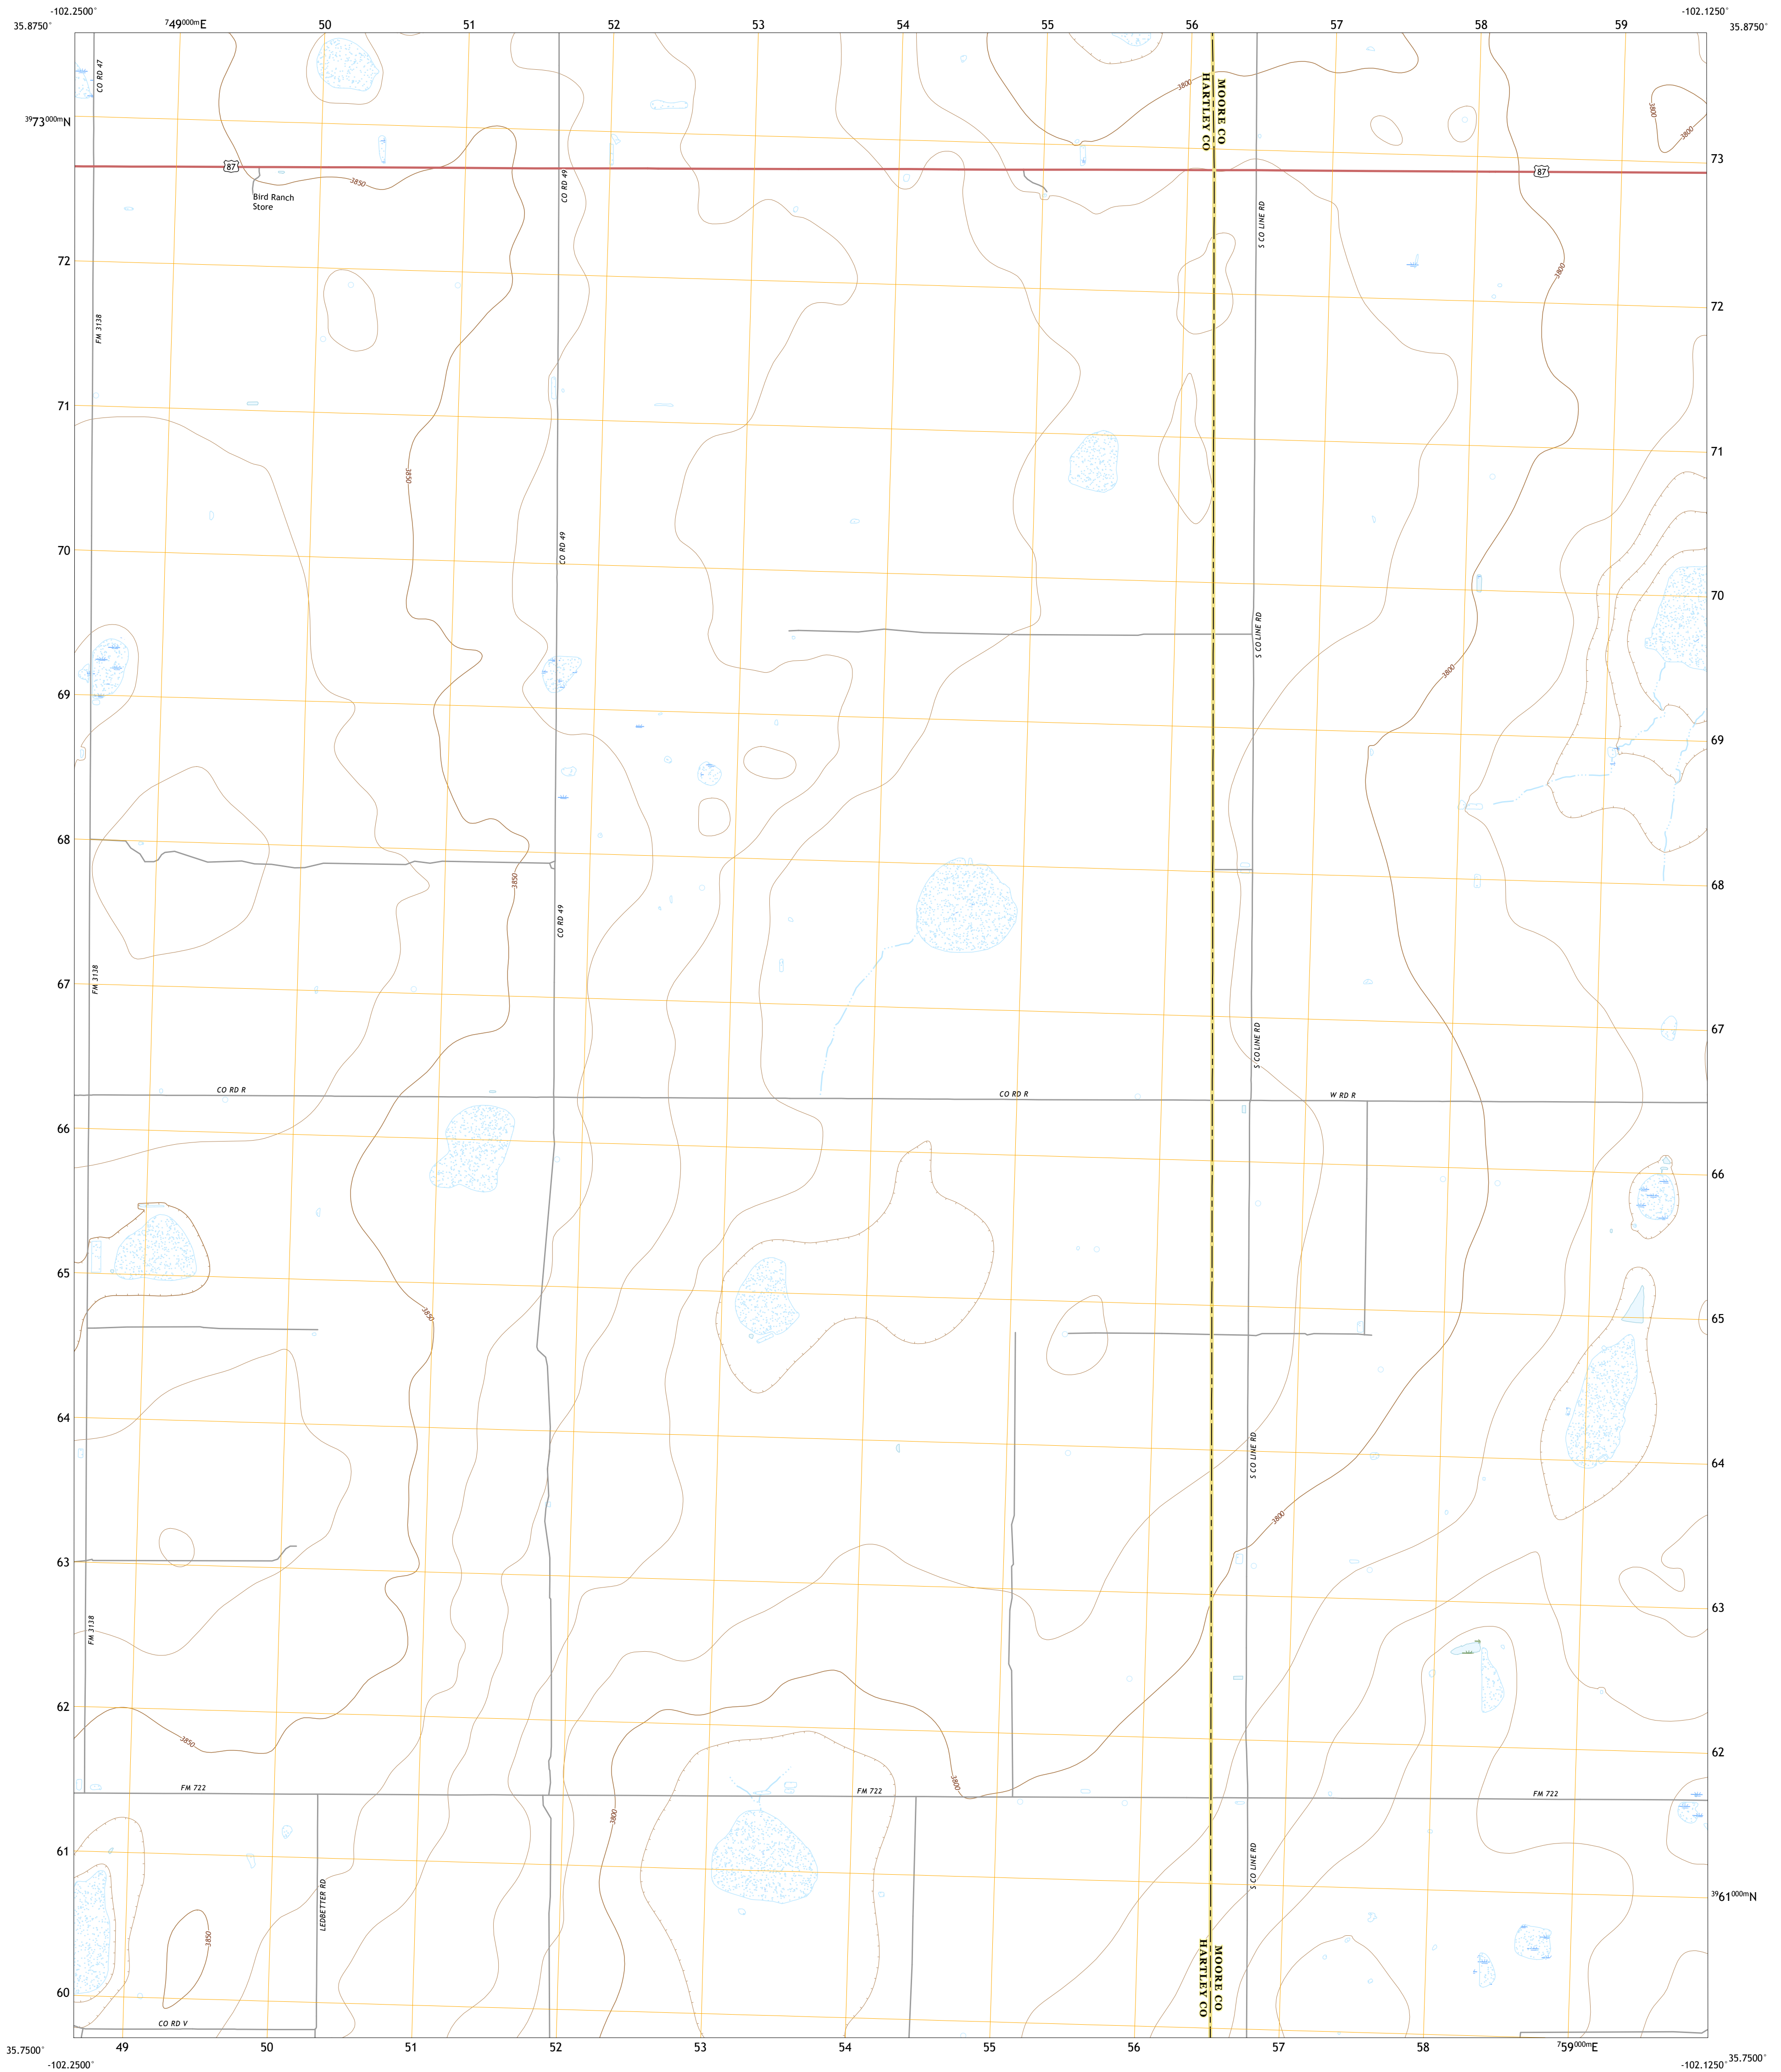 -102.2500°
-102.1250°
35.8750°
⁷49⁰⁰⁰ᵐE
50
51
52
53
54
55
56
57
58
59
35.8750°
CO RD 47
MOORE CO
HARTLEY CO
3800
3800
3800
³⁹73⁰⁰⁰ᵐN
73
87
87
3850
Bird Ranch
Store
CO RD 49
S CO LINE RD
72
3800
72
FM 3138
71
71
3850
70
CO RD 49
70
S CO LINE RD
3800
69
69
68
3850
68
CO RD 49
67
FM 3138
67
S CO LINE RD
CO RD R
CO RD R
W RD R
66
66
65
3850
65
64
S CO LINE RD
64
3800
63
63
FM 3138
62
3850
62
3800
FM 722
FM 722
FM 722
3800
61
S CO LINE RD
³⁹61⁰⁰⁰ᵐN
LEDBETTER RD
3850
MOORE CO
HARTLEY CO
60
CO RD V
35.7500°
49
50
51
52
53
54
55
56
57
58
⁷59⁰⁰⁰ᵐE
35.7500°
-102.2500°
-102.1250°